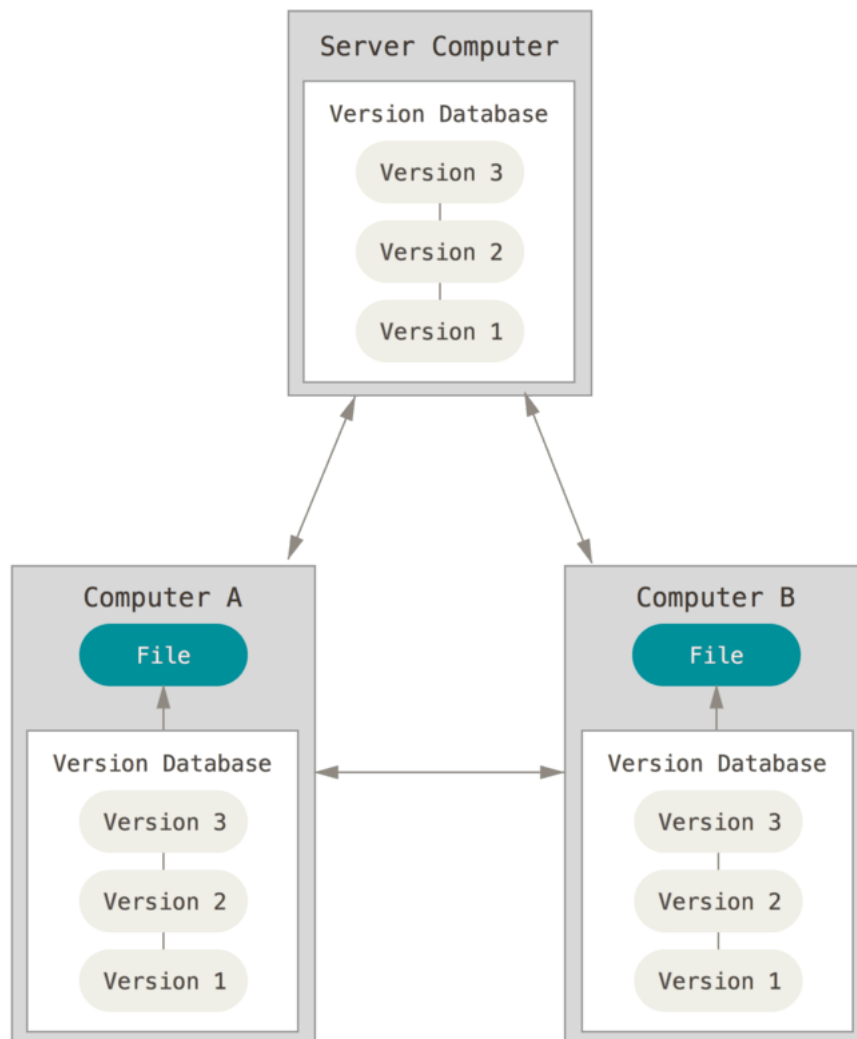 Server Computer
Version Database
Version 3
Version 2
Version 1
Computer A
File
Version Database
Version 3
Version 2
Version 1
Computer B
File
Version Database
Version 3
Version 2
Version 1